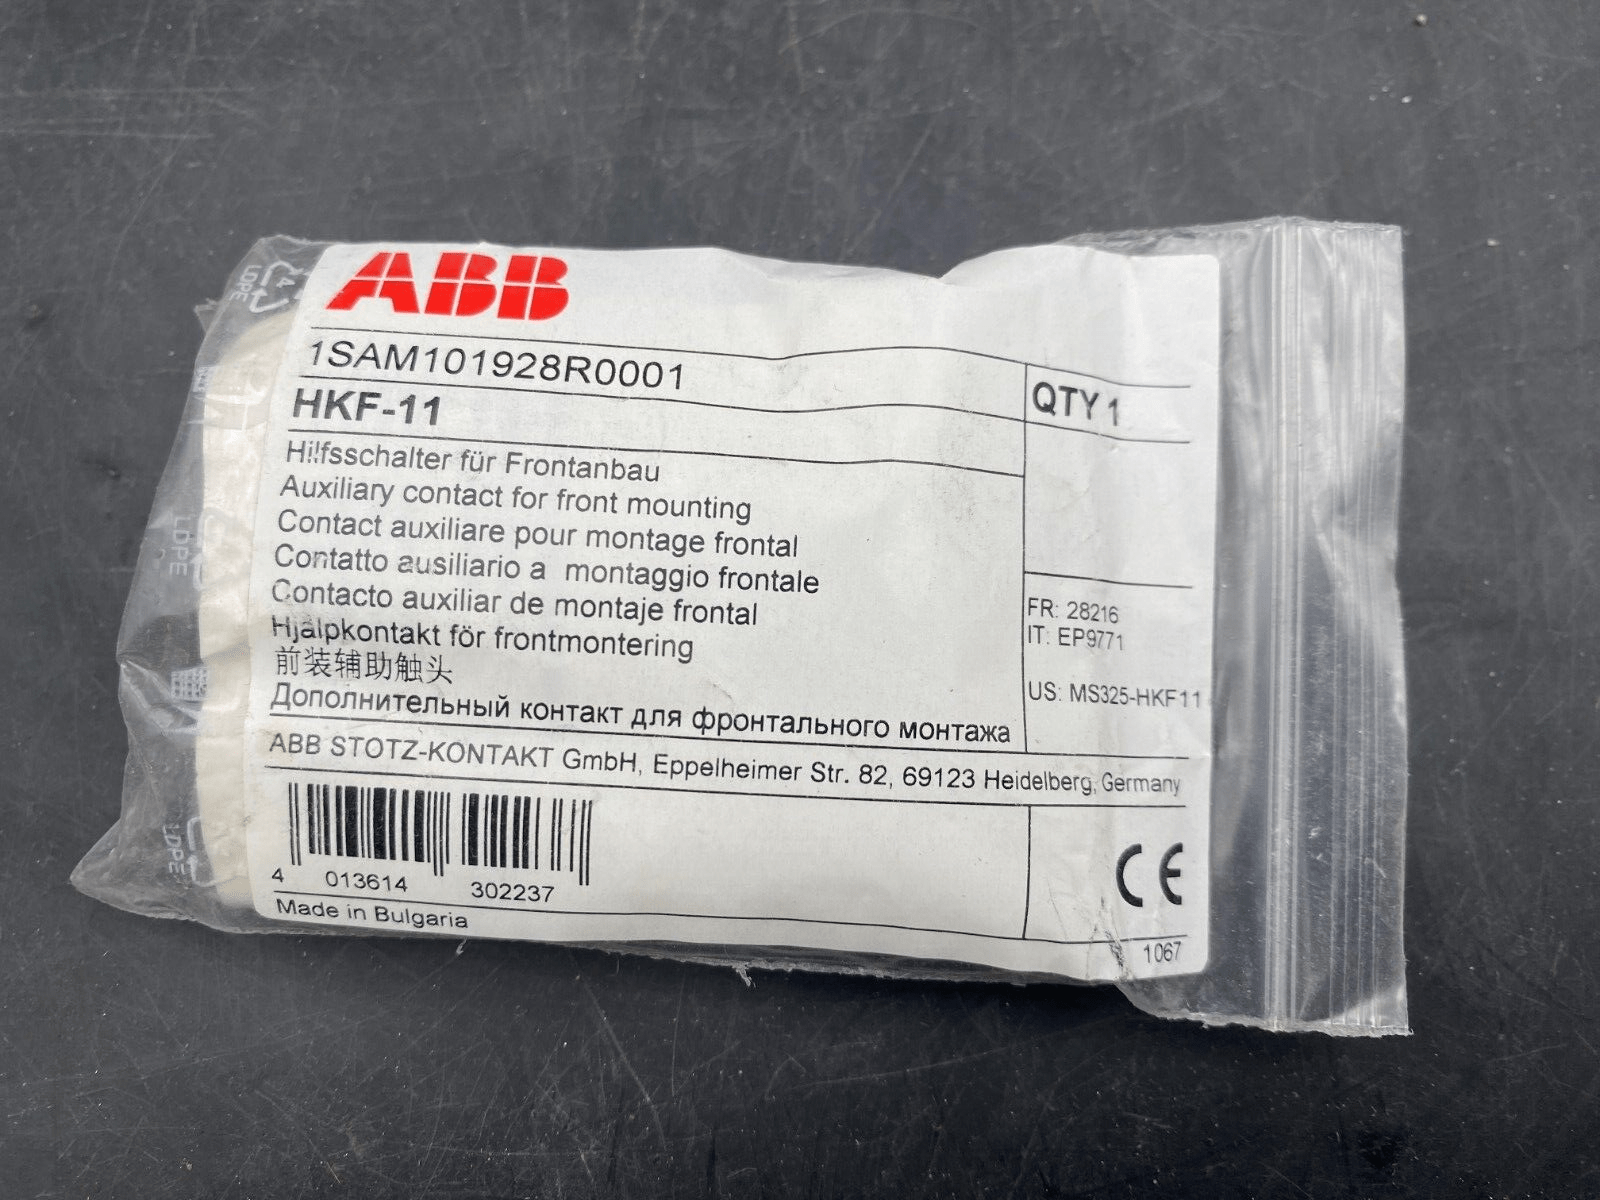 ABB
1SAM101928R0001
HKF-11
QTY 1
Hilfsschalter für Frontanbau
Auxiliary contact for front mounting
Contact auxiliare pour montage frontal
Contatto ausiliario a montaggio frontale
Contacto auxiliar de montaje frontal
Hjälpkontakt för frontmontering
前装辅助触头
Дополнительный контакт для фронтального монтажа
FR: 28216
IT: EP9771
US: MS325-HKF11
ABB STOTZ-KONTAKT GmbH, Eppelheimer Str. 82, 69123 Heidelberg, Germany
4 013614 302237
CE
Made in Bulgaria
1067
4
LDPE
LDPE
LDPE